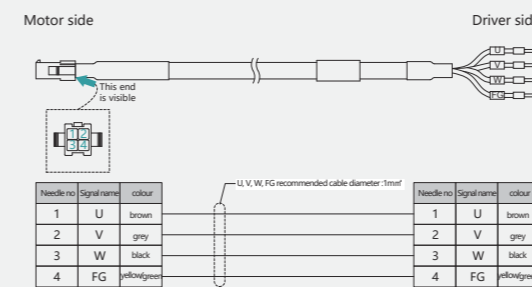 Motor side
Driver sid
U
V
W
FG
This end
is visible
1 2
3 4
U, V, W, FG recommended cable diameter :1mm²
Needle no Signal name colour
1 U brown
2 V grey
3 W black
4 FG yellow/green
Needle no Signal name colour
1 U brown
2 V grey
3 W black
4 FG yellow/green